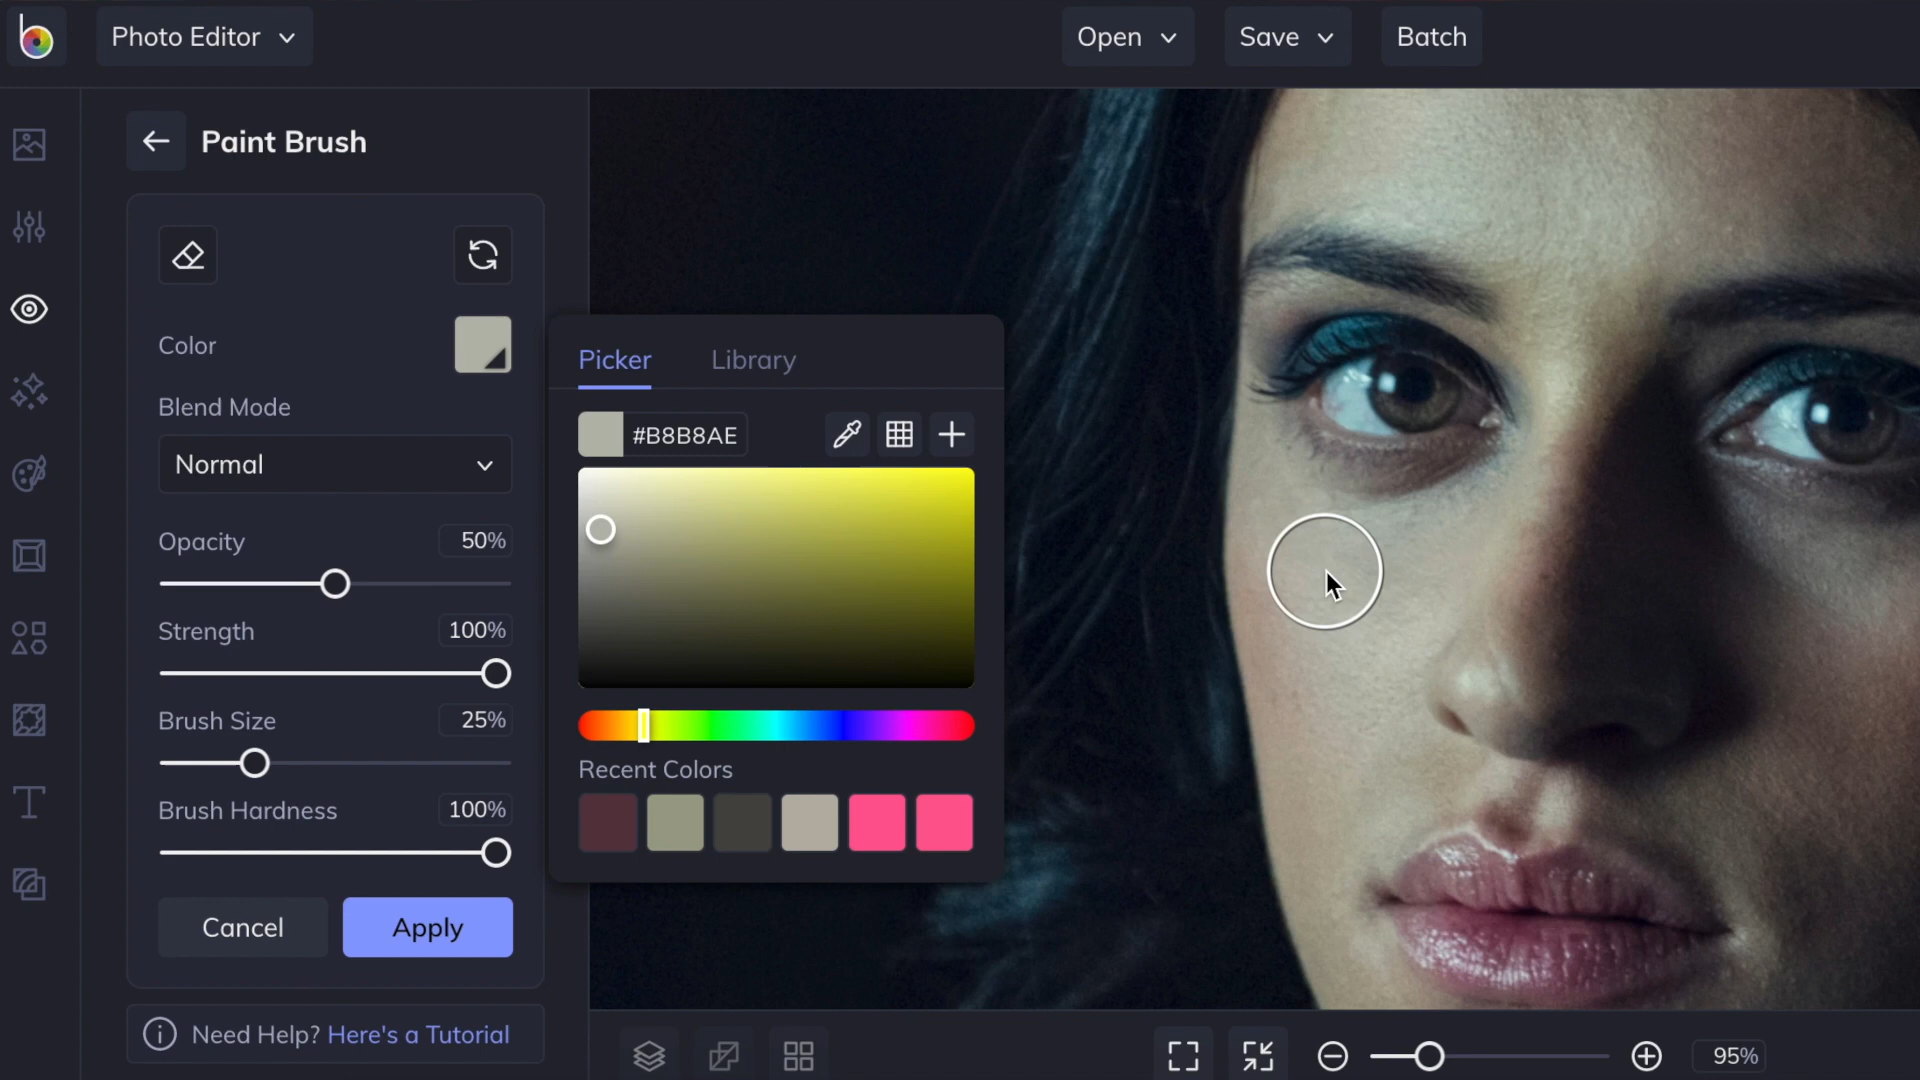 Photo Editor
Open
Save
Batch
Paint Brush
Color
Blend Mode
Normal
Opacity
50%
Strength
100%
Brush Size
25%
Brush Hardness
100%
Cancel
Apply
Need Help? Here's a Tutorial
Picker
Library
#B8B8AE
Recent Colors
95%